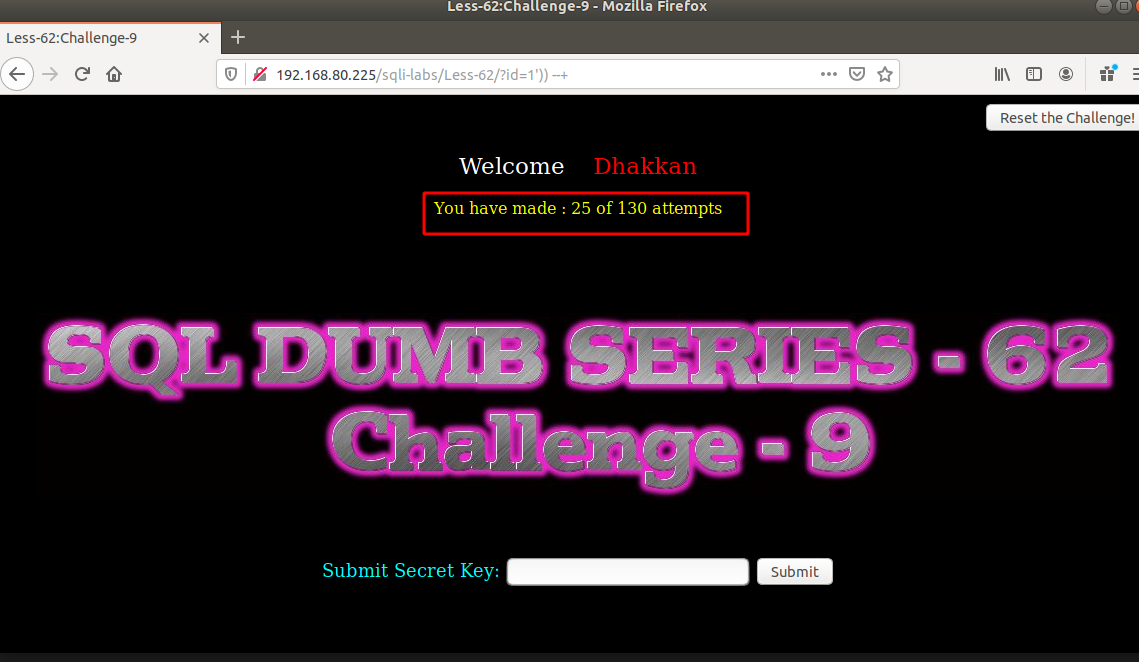 Less-62:Challenge-9 - Mozilla Firefox
Less-62:Challenge-9
192.168.80.225/sqli-labs/Less-62/?id=1')) --+
Reset the Challenge!
Welcome Dhakkan
You have made : 25 of 130 attempts
SQL DUMB SERIES - 62
Challenge - 9
Submit Secret Key: Submit